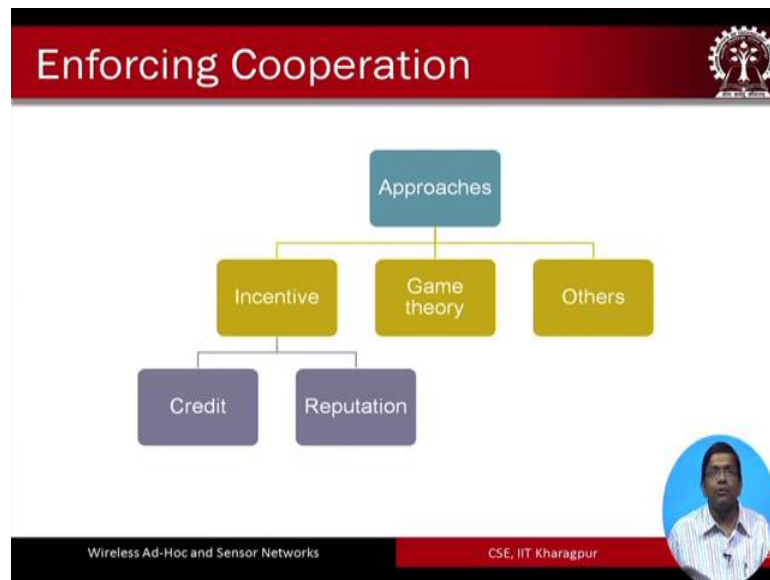 Enforcing Cooperation
Approaches
Incentive
Game
theory
Others
Credit
Reputation
Wireless Ad-Hoc and Sensor Networks
CSE, IIT Kharagpur